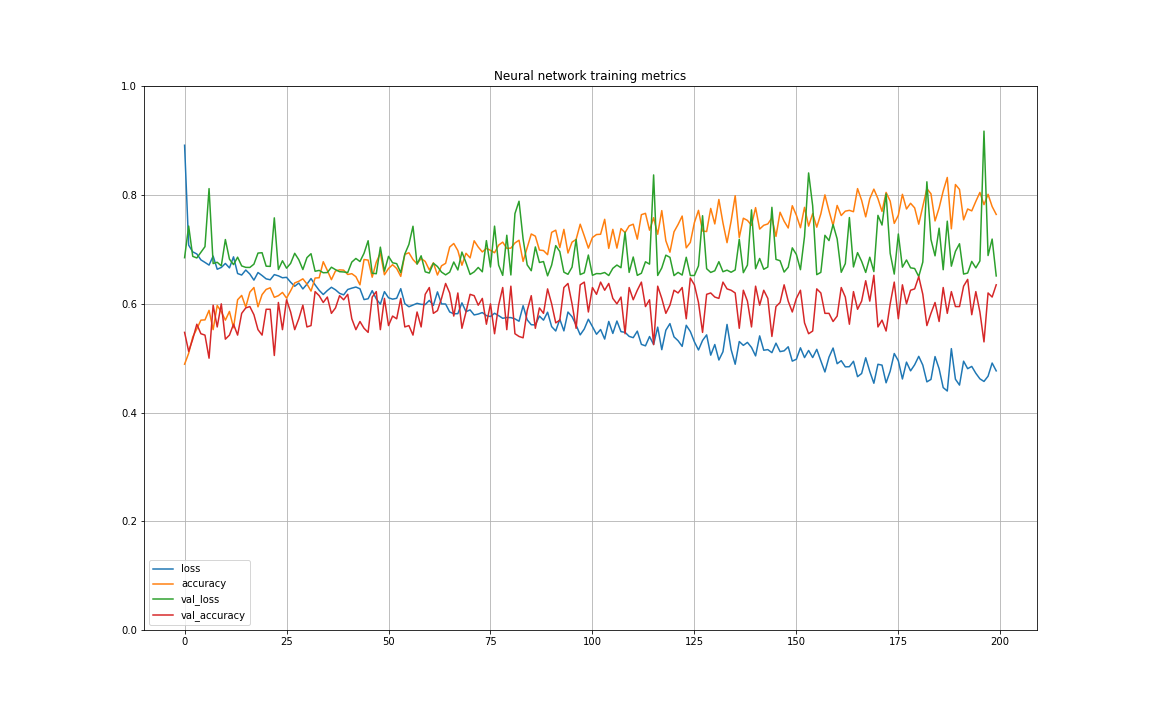 Neural network training metrics
1.0
0.8
0.6
0.4
0.2
0.0
loss
accuracy
val_loss
val_accuracy
0 25 50 75 100 125 150 175 200